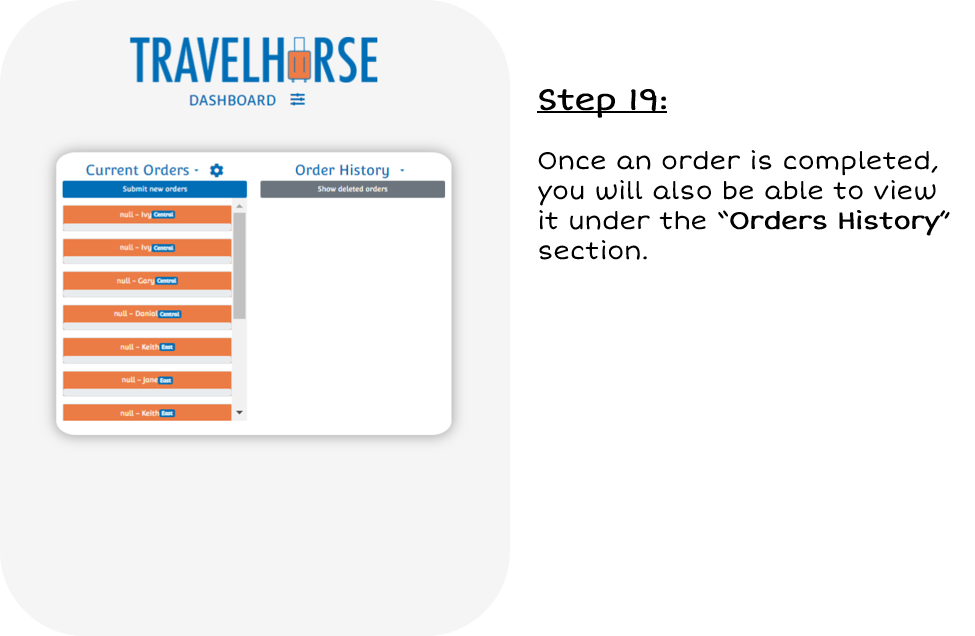 TRAVELHORSE
DASHBOARD
Current Orders -
Submit new orders
null – Ivy Central
null – Ivy Central
null – Gary Central
null – Daniel Central
null – Keith East
null – Jane East
null – Keith East
Order History -
Show deleted orders
Step 19:
Once an order is completed,
you will also be able to view
it under the “Orders History”
section.